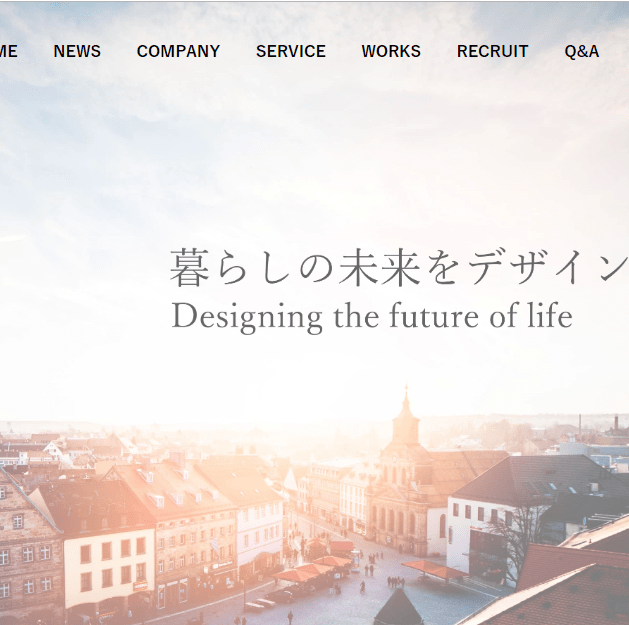 ME NEWS COMPANY SERVICE WORKS RECRUIT Q&A
暮らしの未来をデザイン
Designing the future of life